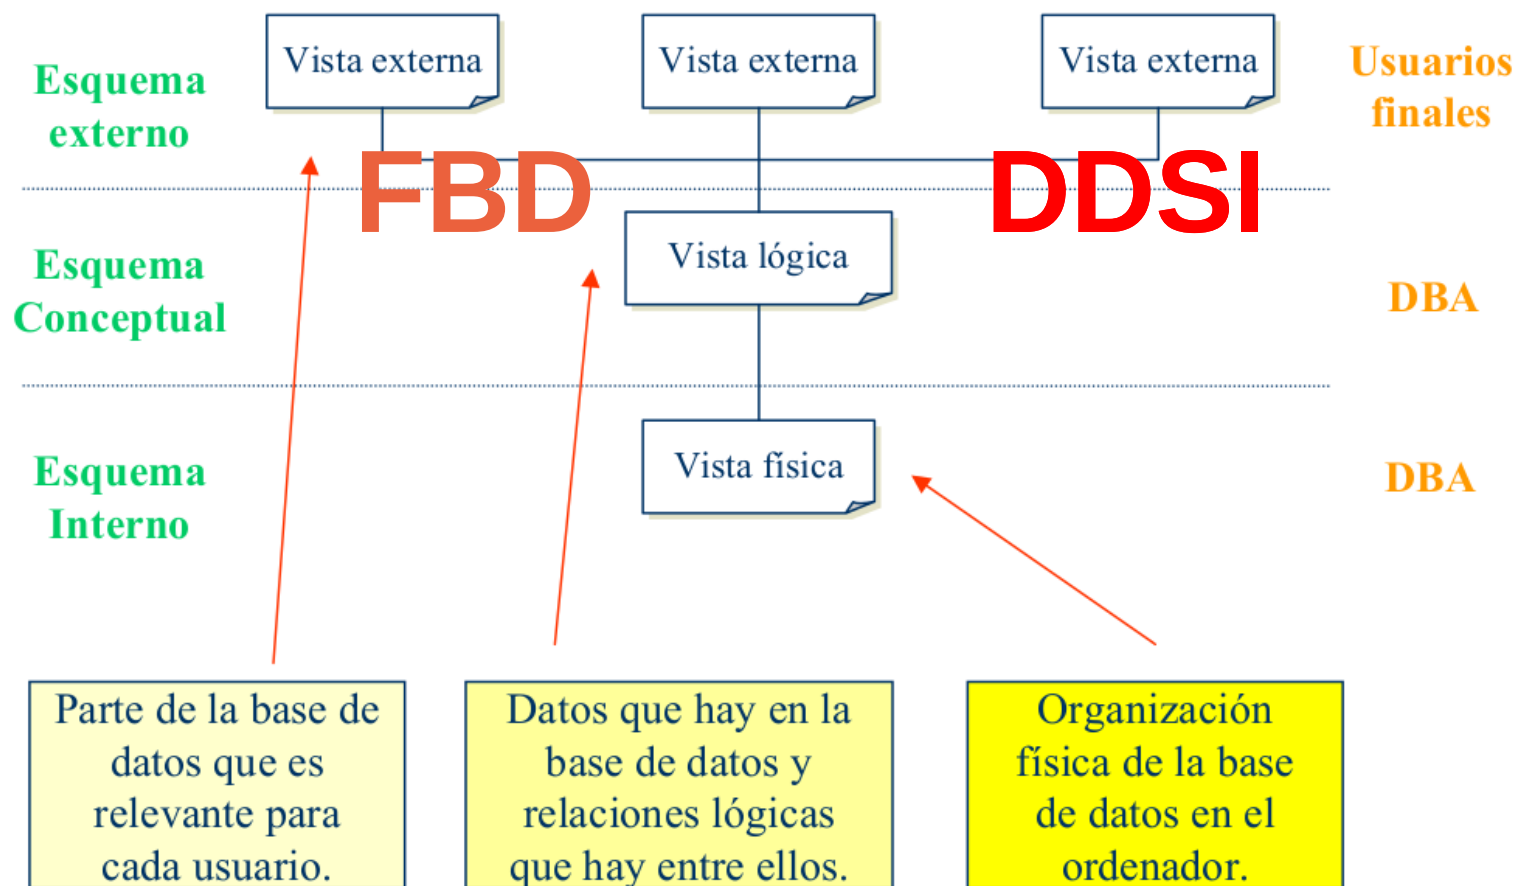 Vista externa
Vista externa
Vista externa
Usuarios
finales
Esquema
externo
FBD
DDSI
Esquema
Conceptual
Vista lógica
DBA
Esquema
Interno
Vista física
DBA
Parte de la base de
datos que es
relevante para
cada usuario.
Datos que hay en la
base de datos y
relaciones lógicas
que hay entre ellos.
Organización
física de la base
de datos en el
ordenador.